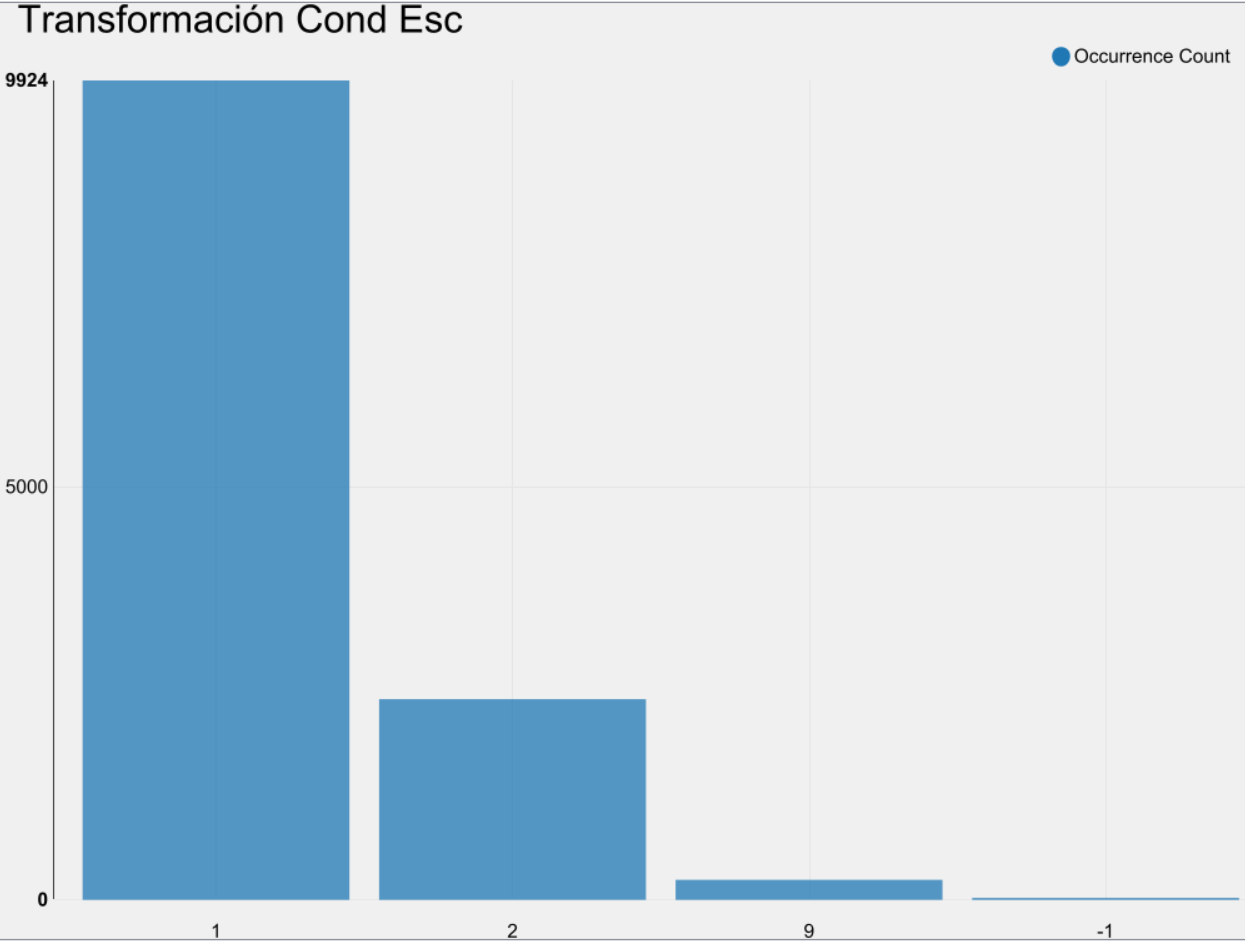 Transformación Cond Esc
Occurrence Count
9924
5000
0
1 2 9 -1